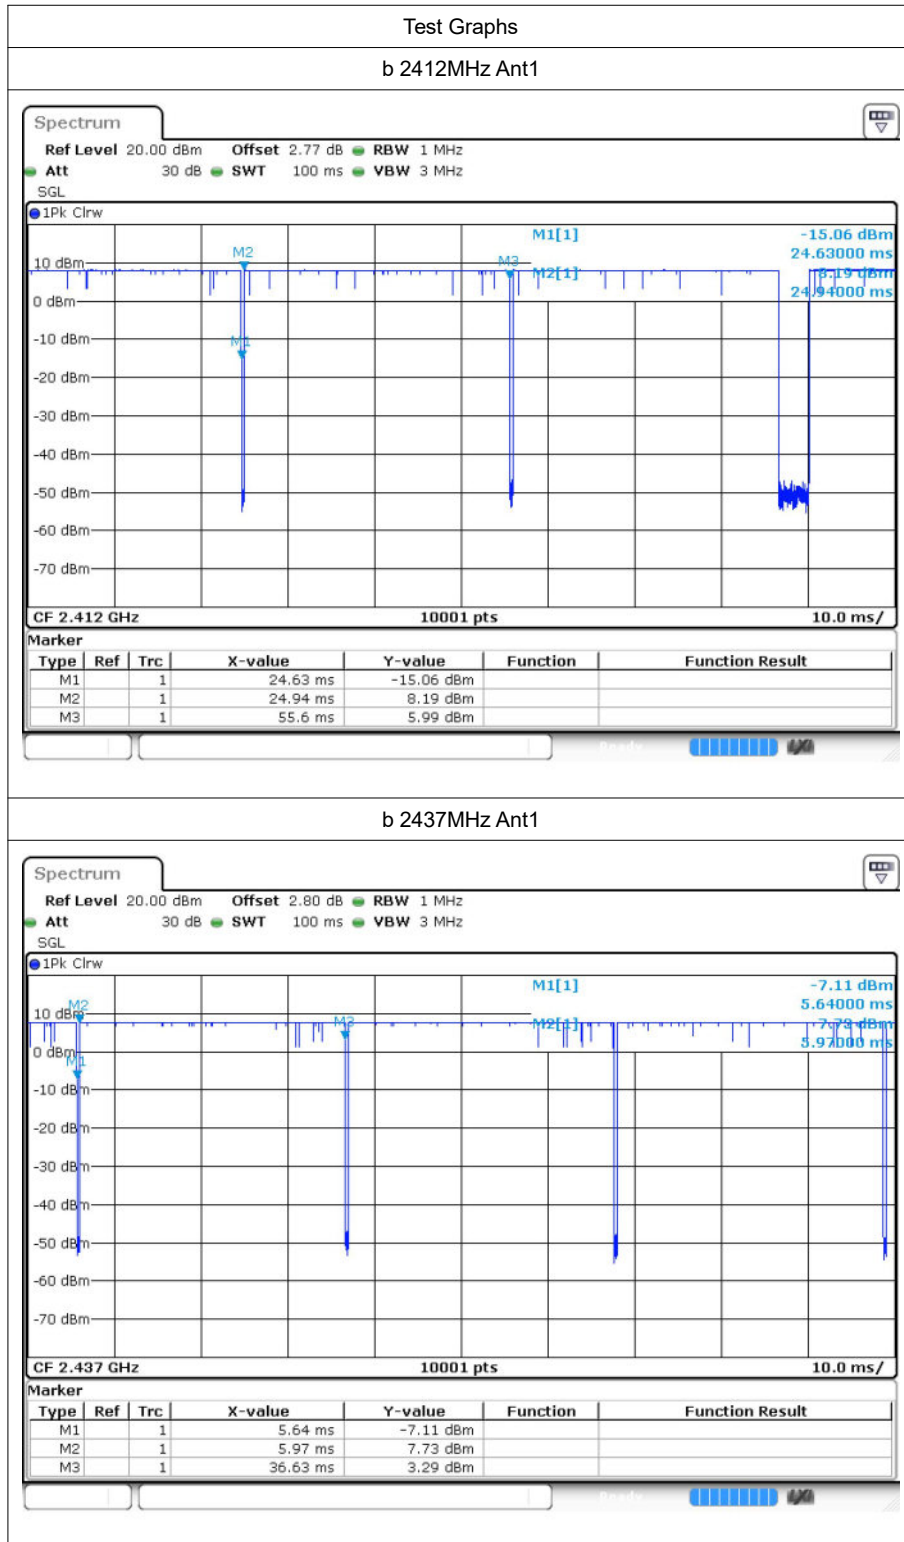 Test Graphs
b 2412MHz Ant1
Spectrum
Ref Level 20.00 dBm Offset 2.77 dB RBW 1 MHz
Att 30 dB SWT 100 ms VBW 3 MHz
SGL
1Pk Clrw
M1[1] -15.06 dBm
24.63000 ms
M2[1] 8.19 dBm
24.94000 ms
M2
M3
M1
10 dBm
0 dBm
-10 dBm
-20 dBm
-30 dBm
-40 dBm
-50 dBm
-60 dBm
-70 dBm
CF 2.412 GHz 10001 pts 10.0 ms/
Marker
Type Ref Trc X-value Y-value Function Function Result
M1 1 24.63 ms -15.06 dBm
M2 1 24.94 ms 8.19 dBm
M3 1 55.6 ms 5.99 dBm
Ready
b 2437MHz Ant1
Spectrum
Ref Level 20.00 dBm Offset 2.80 dB RBW 1 MHz
Att 30 dB SWT 100 ms VBW 3 MHz
SGL
1Pk Clrw
M1[1] -7.11 dBm
5.64000 ms
M2[1] 7.73 dBm
5.97000 ms
M2
M3
M1
10 dBm
0 dBm
-10 dBm
-20 dBm
-30 dBm
-40 dBm
-50 dBm
-60 dBm
-70 dBm
CF 2.437 GHz 10001 pts 10.0 ms/
Marker
Type Ref Trc X-value Y-value Function Function Result
M1 1 5.64 ms -7.11 dBm
M2 1 5.97 ms 7.73 dBm
M3 1 36.63 ms 3.29 dBm
Ready